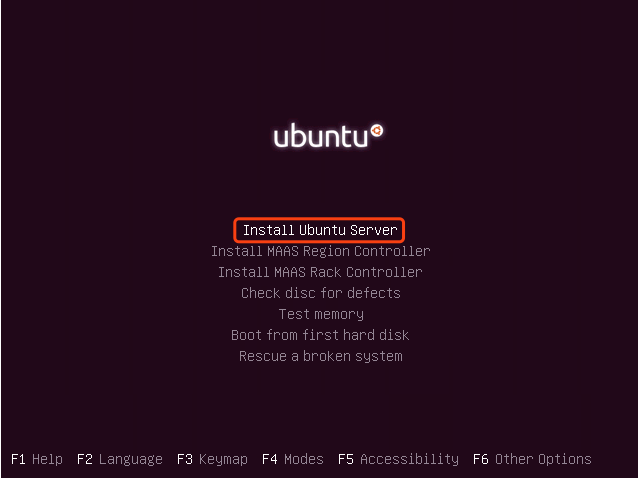 ubuntu
Install Ubuntu Server
Install MAAS Region Controller
Install MAAS Rack Controller
Check disc for defects
Test memory
Boot from first hard disk
Rescue a broken system
F1 Help F2 Language F3 Keymap F4 Modes F5 Accessibility F6 Other Options